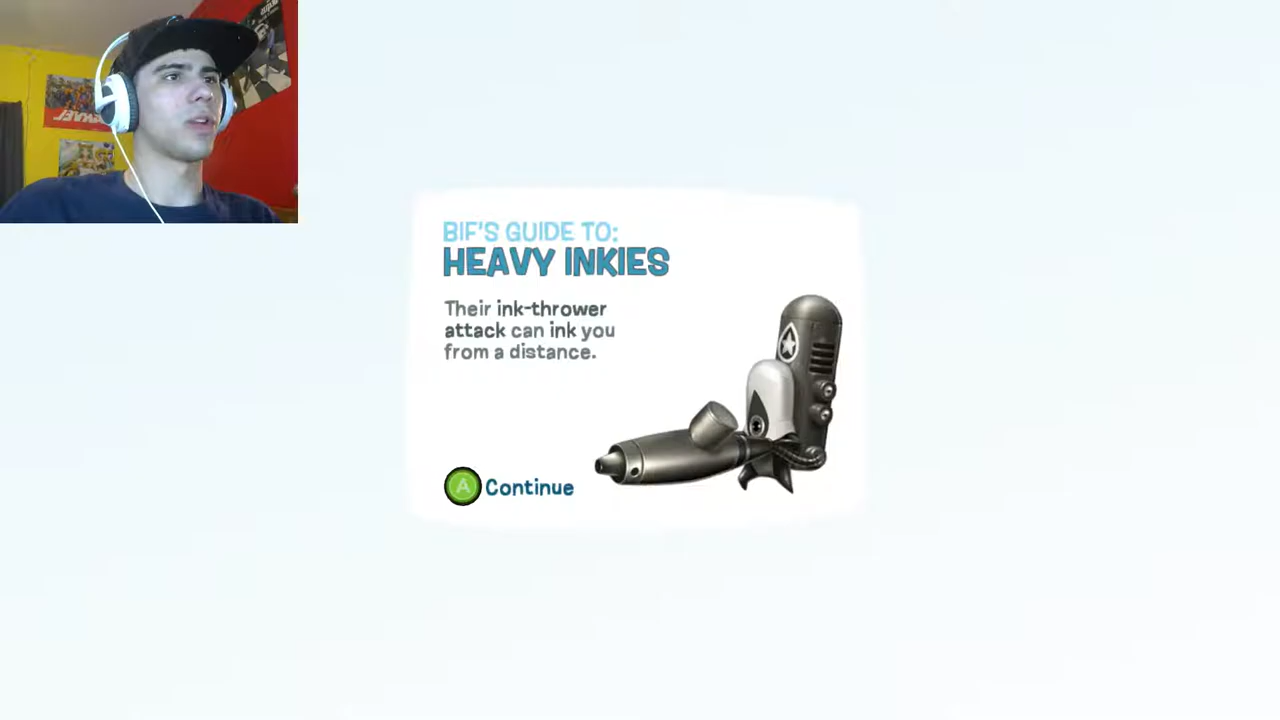 BIF'S GUIDE TO:
HEAVY INKIES
Their ink-thrower
attack can ink you
from a distance.
A Continue